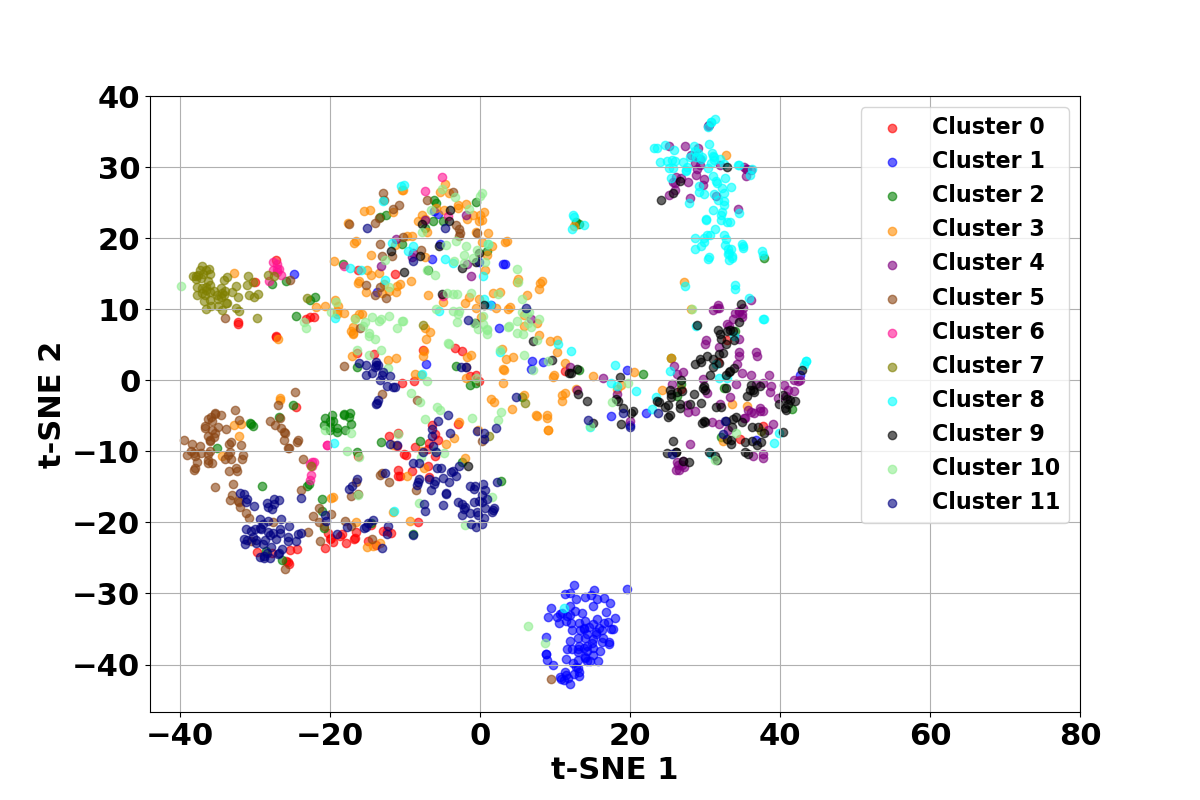 40
30
20
10
0
−10
−20
−30
−40
t-SNE 2
−40 −20 0 20 40 60 80
t-SNE 1
Cluster 0
Cluster 1
Cluster 2
Cluster 3
Cluster 4
Cluster 5
Cluster 6
Cluster 7
Cluster 8
Cluster 9
Cluster 10
Cluster 11